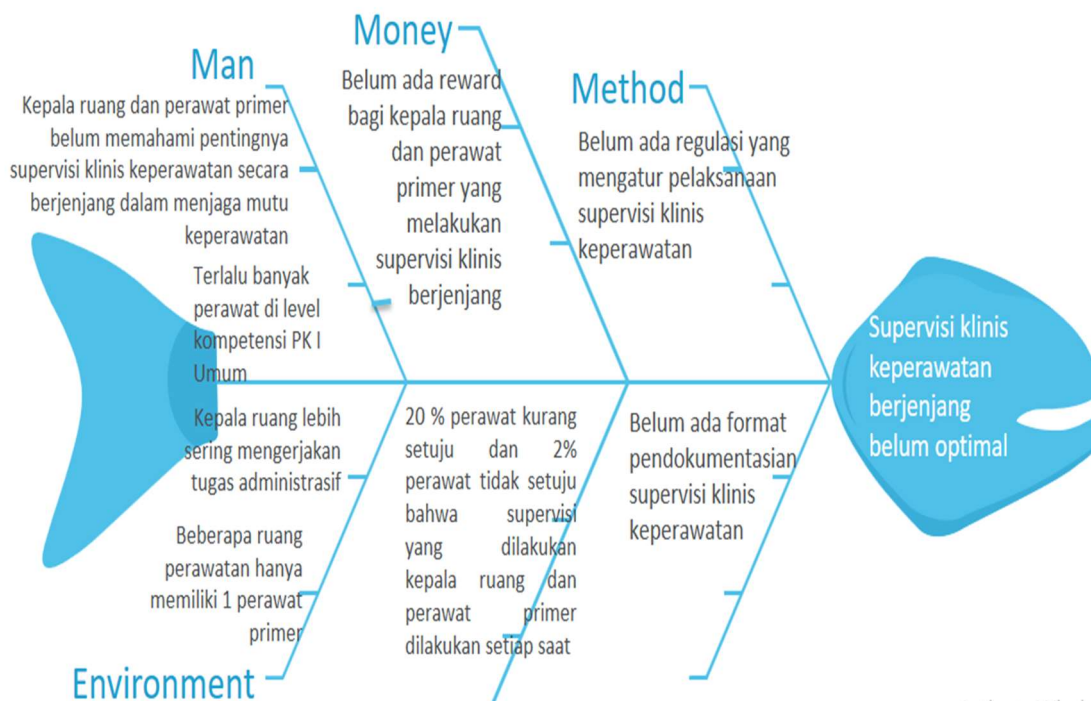 Man
Kepala ruang dan perawat primer
belum memahami pentingnya
supervisi klinis keperawatan secara
berjenjang dalam menjaga mutu
keperawatan
Terlalu banyak
perawat di level
kompetensi PK I
Umum
Money
Belum ada reward
bagi kepala ruang
dan perawat
primer yang
melakukan
supervisi klinis
berjenjang
Method
Belum ada regulasi yang
mengatur pelaksanaan
supervisi klinis
keperawatan
Kepala ruang lebih
sering mengerjakan
tugas administrasif
Beberapa ruang
perawatan hanya
memiliki 1 perawat
primer
Environment
20 % perawat kurang
setuju dan 2%
perawat tidak setuju
bahwa supervisi
yang dilakukan
kepala ruang dan
perawat primer
dilakukan setiap saat
Belum ada format
pendokumentasian
supervisi klinis
keperawatan
Supervisi klinis
keperawatan
berjenjang
belum optimal